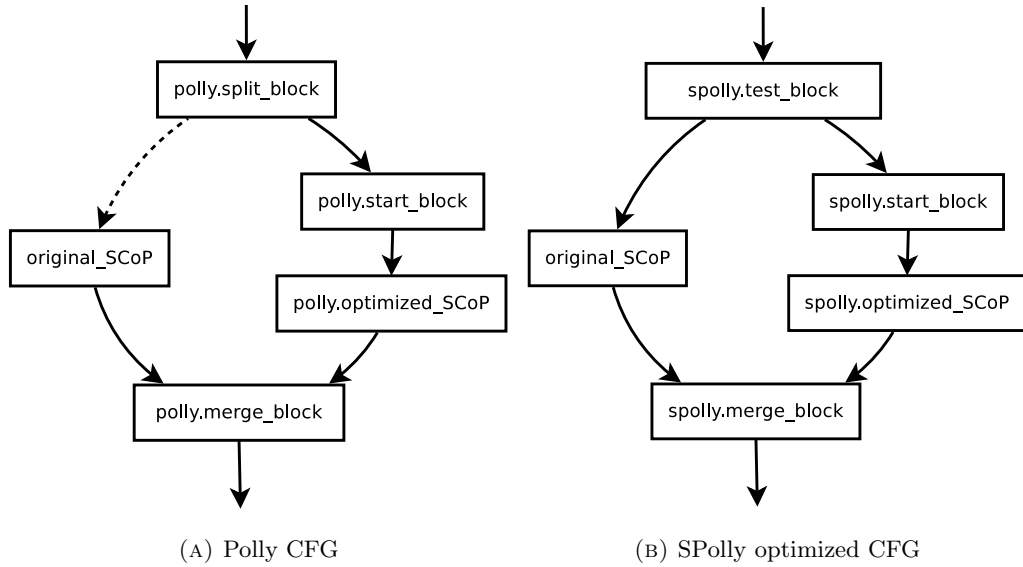 polly.split_block
polly.start_block
original_SCoP
polly.optimized_SCoP
polly.merge_block
(A) Polly CFG
spolly.test_block
spolly.start_block
original_SCoP
spolly.optimized_SCoP
spolly.merge_block
(B) SPolly optimized CFG